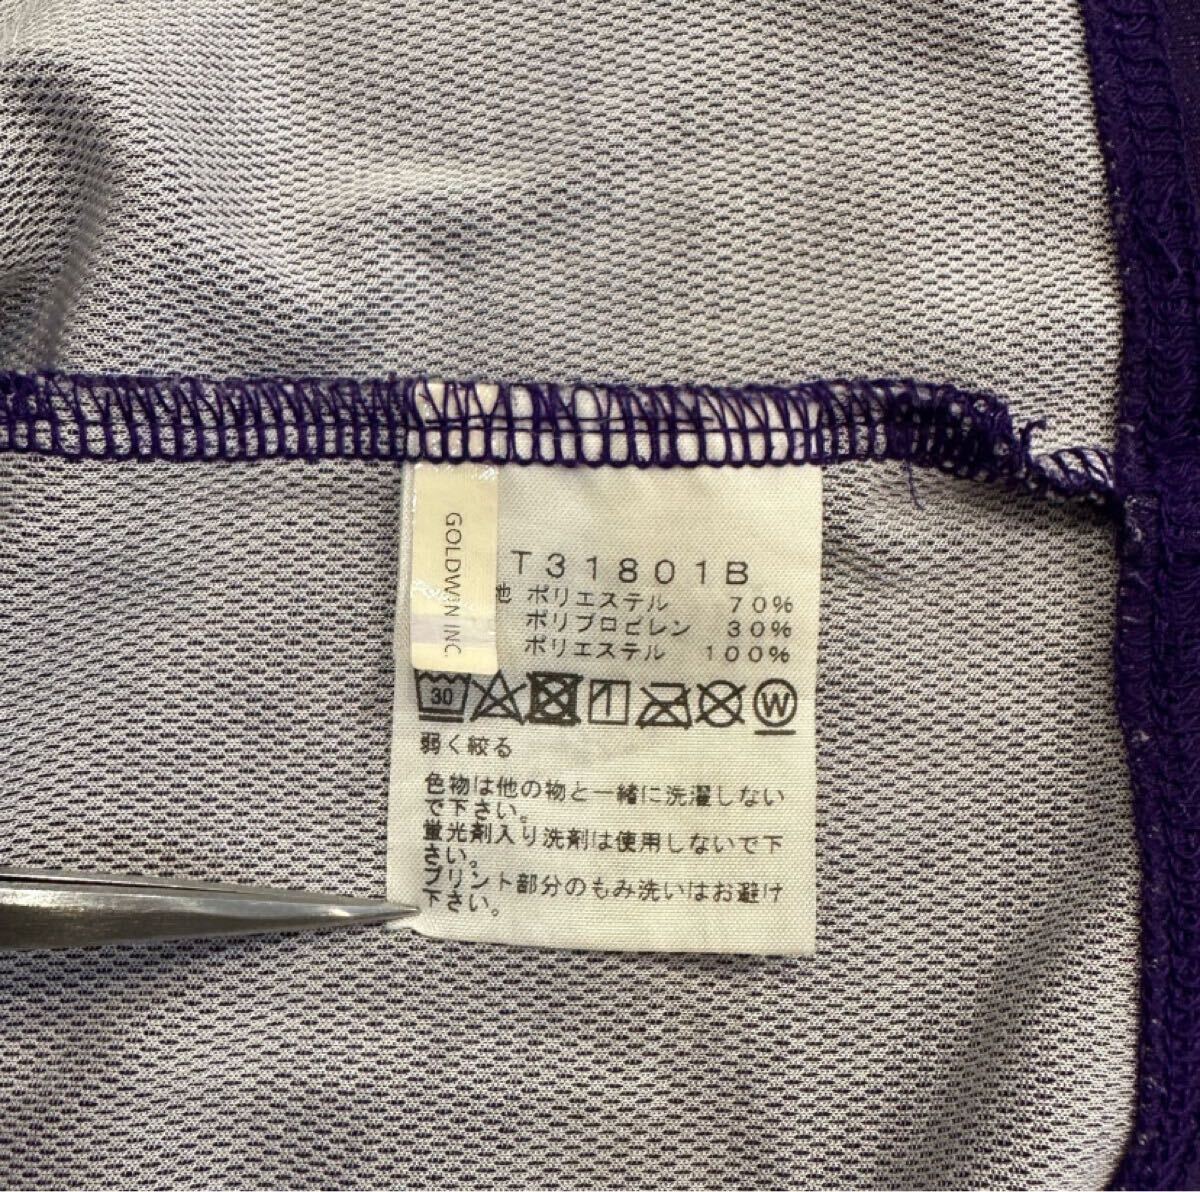 GOLDWIN INC.
T31801B
地 ポリエステル 70%
ポリプロピレン 30%
ポリエステル 100%
30
W
弱く絞る
色物は他の物と一緒に洗濯しない
で下さい。
蛍光剤入り洗剤は使用しないで下
さい。
プリント部分のもみ洗いはお避け
下さい。